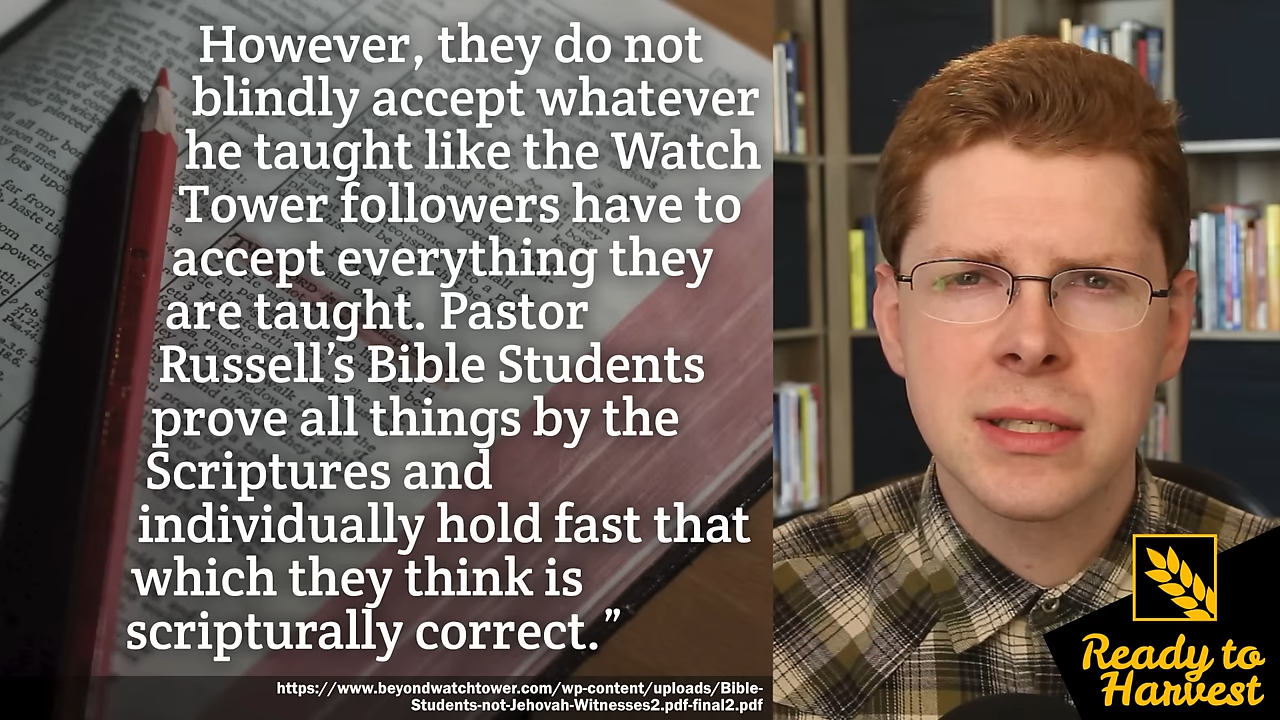 However, they do not
blindly accept whatever
he taught like the Watch
Tower followers have to
accept everything they
are taught. Pastor
Russell’s Bible Students
prove all things by the
Scriptures and
individually hold fast that
which they think is
scripturally correct.”
https://www.beyondwatchtower.com/wp-content/uploads/Bible-
Students-not-Jehovah-Witnesses2.pdf-final2.pdf
Ready to
Harvest